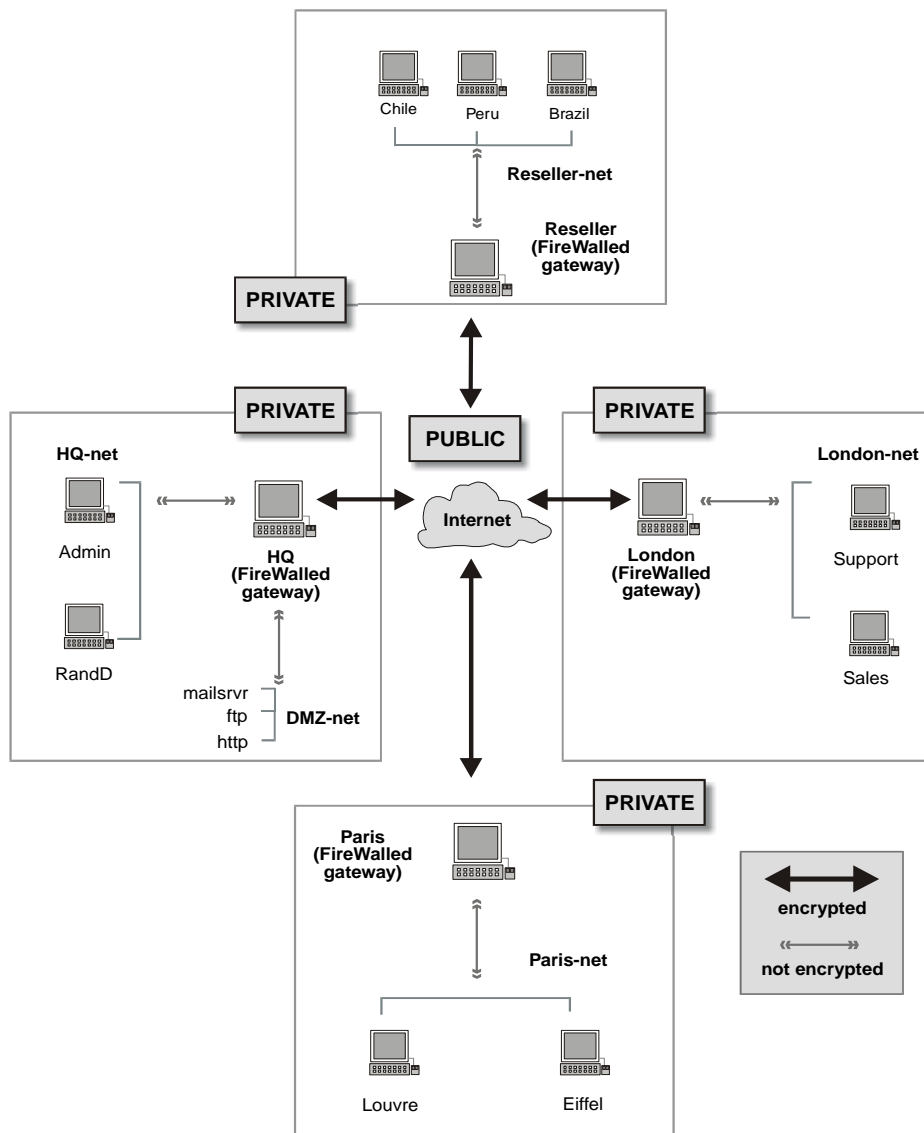 Chile
Peru
Brazil
Reseller-net
Reseller
(FireWalled
gateway)
PRIVATE
PRIVATE
PRIVATE
PUBLIC
HQ-net
London-net
Internet
Admin
HQ
(FireWalled
gateway)
London
(FireWalled
gateway)
Support
RandD
Sales
mailsrvr
ftp
http
DMZ-net
PRIVATE
Paris
(FireWalled
gateway)
Paris-net
Louvre
Eiffel
encrypted
not encrypted